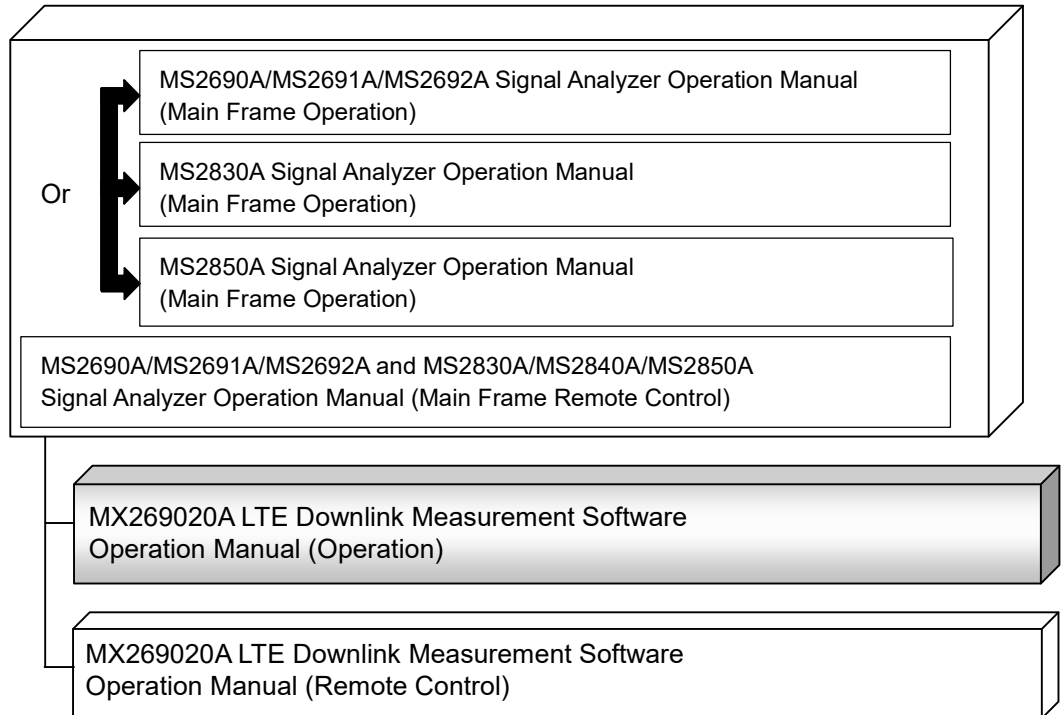 MS2690A/MS2691A/MS2692A Signal Analyzer Operation Manual
(Main Frame Operation)
Or
MS2830A Signal Analyzer Operation Manual
(Main Frame Operation)
MS2850A Signal Analyzer Operation Manual
(Main Frame Operation)
MS2690A/MS2691A/MS2692A and MS2830A/MS2840A/MS2850A
Signal Analyzer Operation Manual (Main Frame Remote Control)
MX269020A LTE Downlink Measurement Software
Operation Manual (Operation)
MX269020A LTE Downlink Measurement Software
Operation Manual (Remote Control)